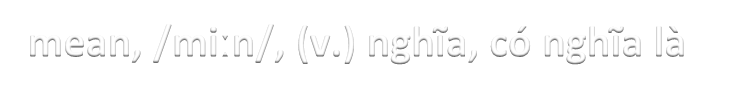 mean, /miːn/, (v.) nghĩa, có nghĩa là